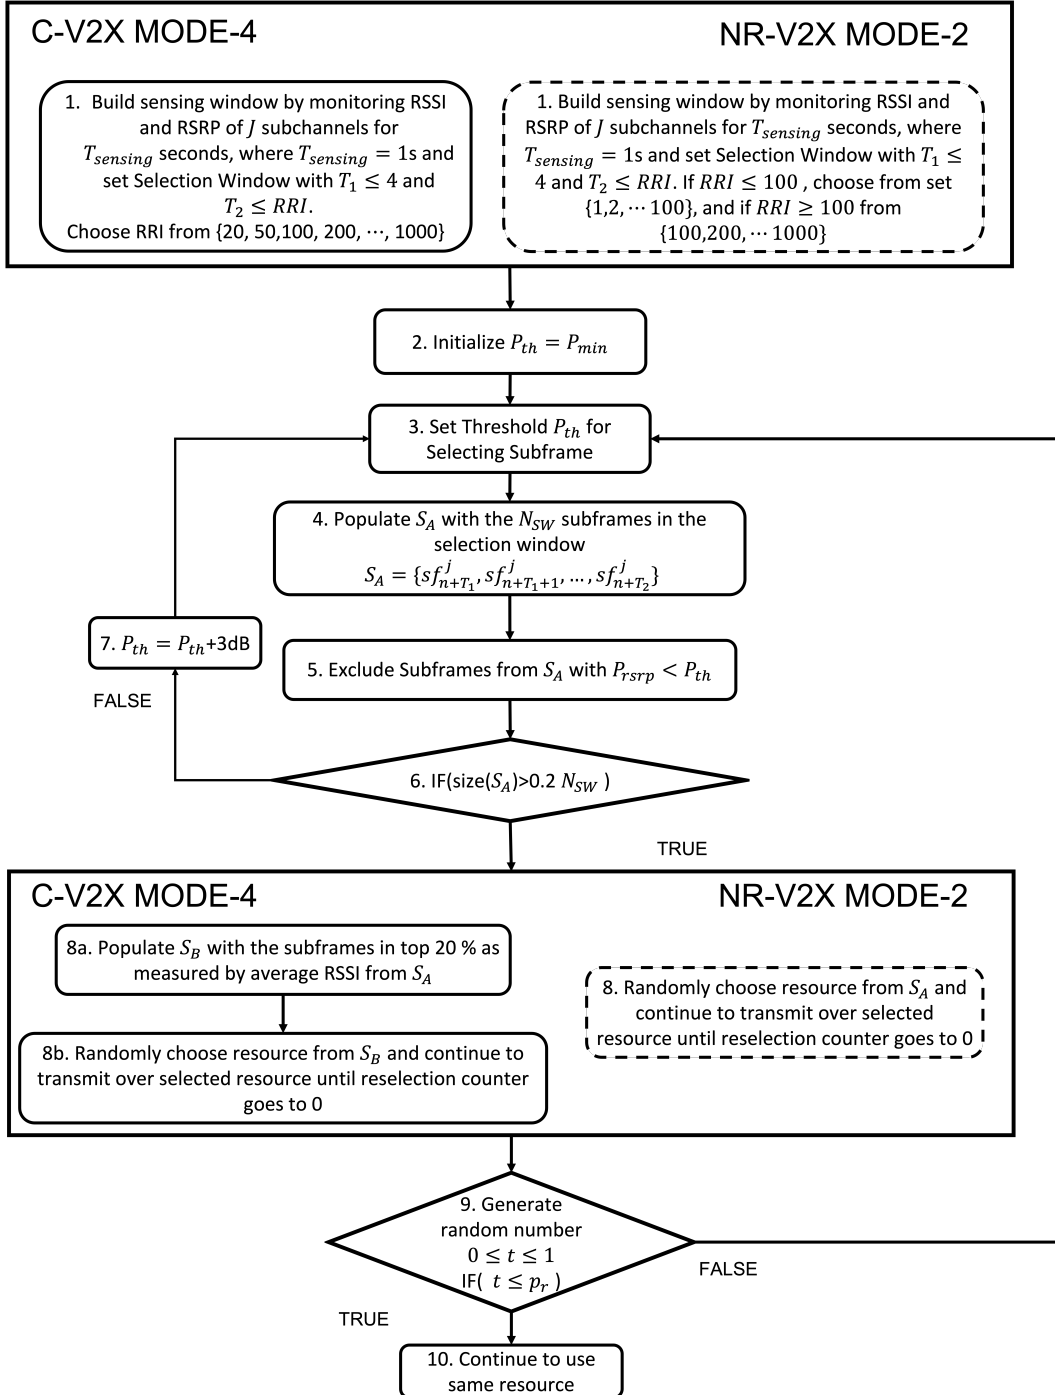 C-V2X MODE-4
NR-V2X MODE-2
1. Build sensing window by monitoring RSSI
and RSRP of J subchannels for
T_sensing seconds, where T_sensing = 1s and
set Selection Window with T_1 ≤ 4 and
T_2 ≤ RRI.
Choose RRI from {20, 50,100, 200, ⋯, 1000}
1. Build sensing window by monitoring RSSI and
RSRP of J subchannels for T_sensing seconds, where
T_sensing = 1s and set Selection Window with T_1 ≤
4 and T_2 ≤ RRI. If RRI ≤ 100 , choose from set
{1,2, ⋯ 100}, and if RRI ≥ 100 from
{100,200, ⋯ 1000}
2. Initialize P_th = P_min
3. Set Threshold P_th for
Selecting Subframe
4. Populate S_A with the N_SW subframes in the
selection window
S_A = {sf^j_{n+T_1}, sf^j_{n+T_1+1}, …, sf^j_{n+T_2}}
7. P_th = P_th+3dB
5. Exclude Subframes from S_A with P_rsrp < P_th
FALSE
6. IF(size(S_A)>0.2 N_SW )
TRUE
C-V2X MODE-4
NR-V2X MODE-2
8a. Populate S_B with the subframes in top 20 % as
measured by average RSSI from S_A
8b. Randomly choose resource from S_B and continue to
transmit over selected resource until reselection counter
goes to 0
8. Randomly choose resource from S_A and
continue to transmit over selected
resource until reselection counter goes to 0
9. Generate
random number
0 ≤ t ≤ 1
IF( t ≤ p_r )
FALSE
TRUE
10. Continue to use
same resource